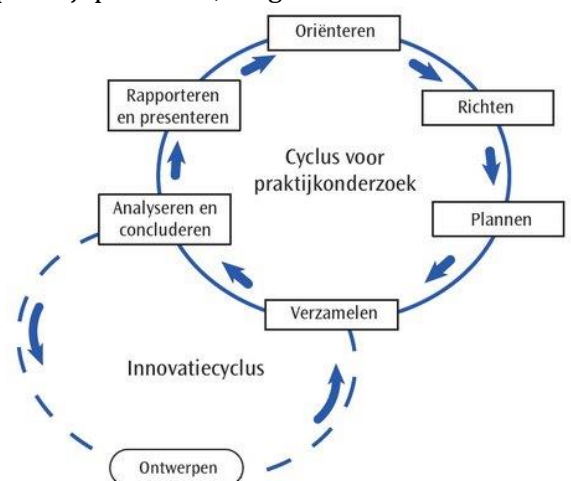 Oriënteren
Rapporteren
en presenteren
Richten
Cyclus voor
praktijkonderzoek
Analyseren en
concluderen
Plannen
Verzamelen
Innovatiecyclus
Ontwerpen